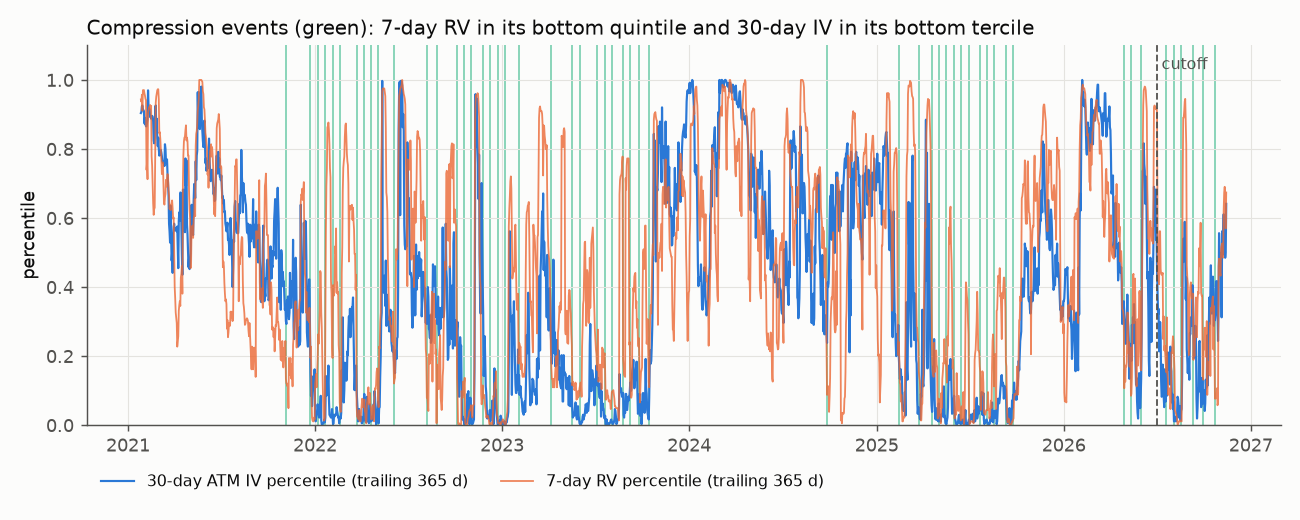 Compression events (green): 7-day RV in its bottom quintile and 30-day IV in its bottom tercile
cutoff
percentile
1.0
0.8
0.6
0.4
0.2
0.0
2021 2022 2023 2024 2025 2026 2027
30-day ATM IV percentile (trailing 365 d) 7-day RV percentile (trailing 365 d)